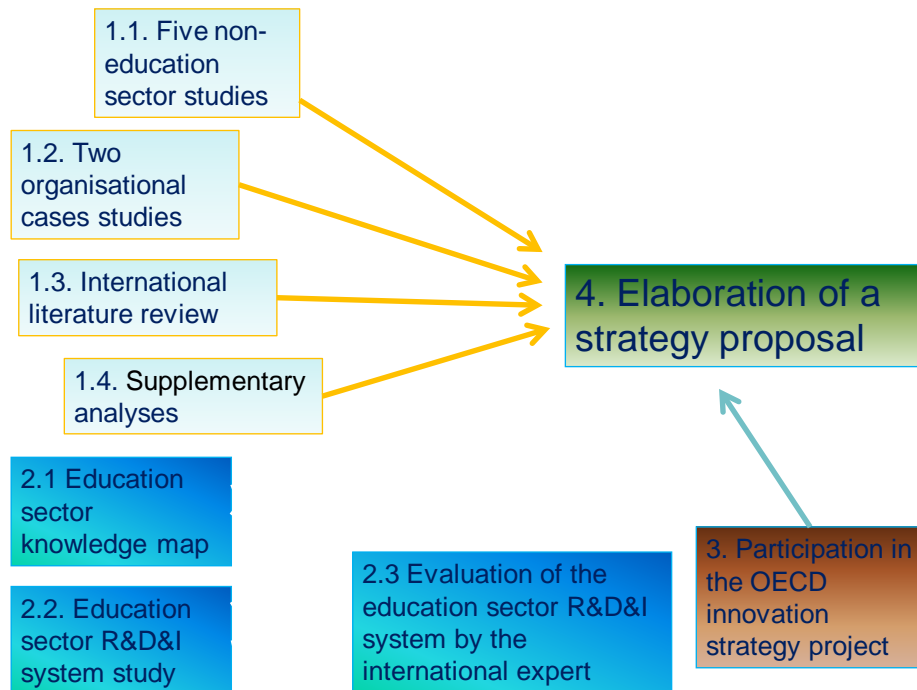 1.1. Five non-
education
sector studies
1.2. Two
organisational
cases studies
1.3. International
literature review
1.4. Supplementary
analyses
4. Elaboration of a
strategy proposal
2.1 Education
sector
knowledge map
2.2. Education
sector R&D&I
system study
2.3 Evaluation of the
education sector R&D&I
system by the
international expert
3. Participation in
the OECD
innovation
strategy project